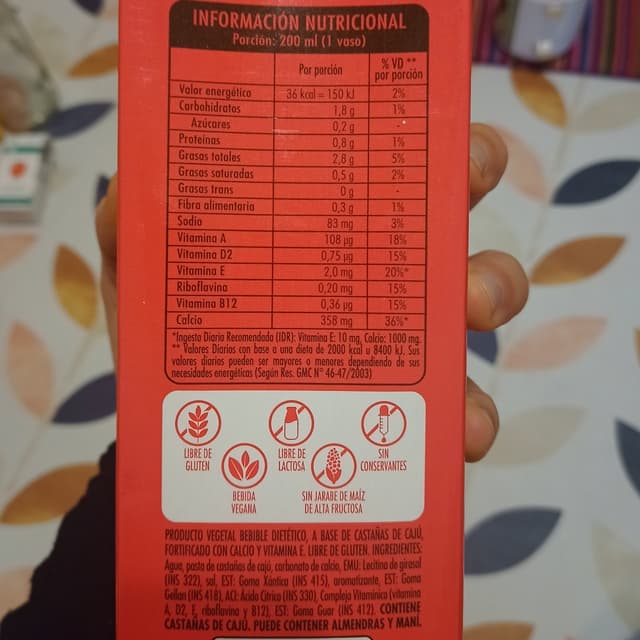 INFORMACIÓN NUTRICIONAL
Porción: 200 ml (1 vaso)
Por porción % VD ** por porción
Valor energético 36 kcal = 150 kJ 2%
Carbohidratos 1,8 g 1%
Azúcares 0,2 g -
Proteínas 0,8 g 1%
Grasas totales 2,8 g 5%
Grasas saturadas 0,5 g 2%
Grasas trans 0 g -
Fibra alimentaria 0,3 g 1%
Sodio 83 mg 3%
Vitamina A 108 µg 18%
Vitamina D2 0,75 µg 15%
Vitamina E 2,0 mg 20%*
Riboflavina 0,20 mg 15%
Vitamina B12 0,36 µg 15%
Calcio 358 mg 36%*
*Ingesta Diaria Recomendada (IDR): Vitamina E: 10 mg, Calcio: 1000 mg.
** Valores Diarios con base a una dieta de 2000 kcal u 8400 kJ. Sus
valores diarios pueden ser mayores o menores dependiendo de sus
necesidades energéticas (Según Res. GMC N° 46-47/2003)
LIBRE DE
GLUTEN
LIBRE DE
LACTOSA
SIN
CONSERVANTES
BEBIDA
VEGANA
SIN JARABE DE MAÍZ
DE ALTA FRUCTOSA
PRODUCTO VEGETAL BEBIBLE DIETÉTICO, A BASE DE CASTAÑAS DE CAJÚ,
FORTIFICADO CON CALCIO Y VITAMINA E. LIBRE DE GLUTEN. INGREDIENTES:
Agua, pasta de castañas de cajú, carbonato de calcio, EMU: Lecitina de girasol
(INS 322), sal, EST: Goma Xántica (INS 415), aromatizante, EST: Goma
Gellan (INS 418), ACI: Ácido Cítrico (INS 330), Complejo Vitamínico (vitamina
A, D2, E, riboflavina y B12), EST: Goma Guar (INS 412). CONTIENE
CASTAÑAS DE CAJÚ. PUEDE CONTENER ALMENDRAS Y MANÍ.